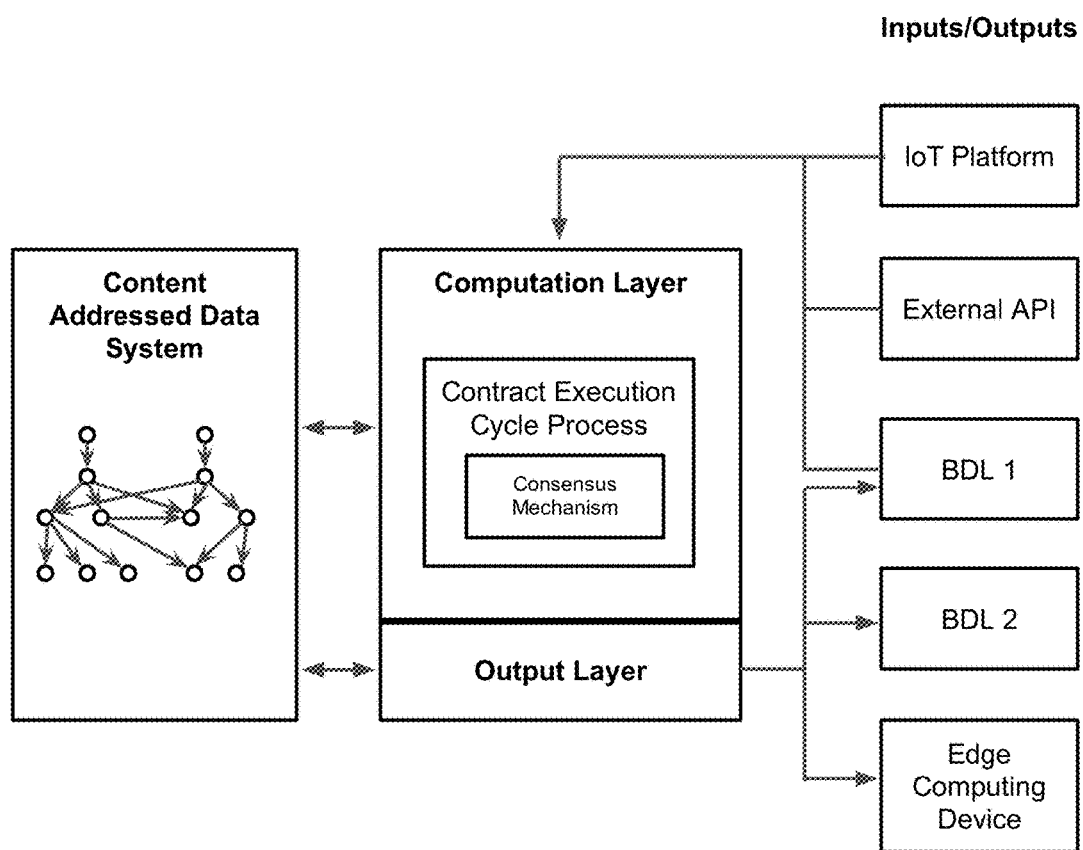 Inputs/Outputs
IoT Platform
External API
BDL 1
BDL 2
Edge
Computing
Device
Content
Addressed Data
System
Computation Layer
Contract Execution
Cycle Process
Consensus
Mechanism
Output Layer